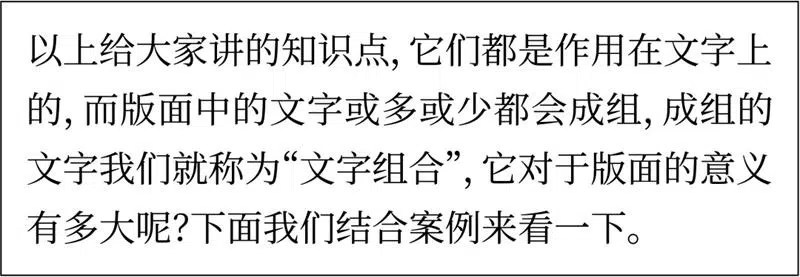 以上给大家讲的知识点，它们都是作用在文字上
的，而版面中的文字或多或少都会成组，成组的
文字我们就称为“文字组合”，它对于版面的意义
有多大呢？下面我们结合案例来看一下。